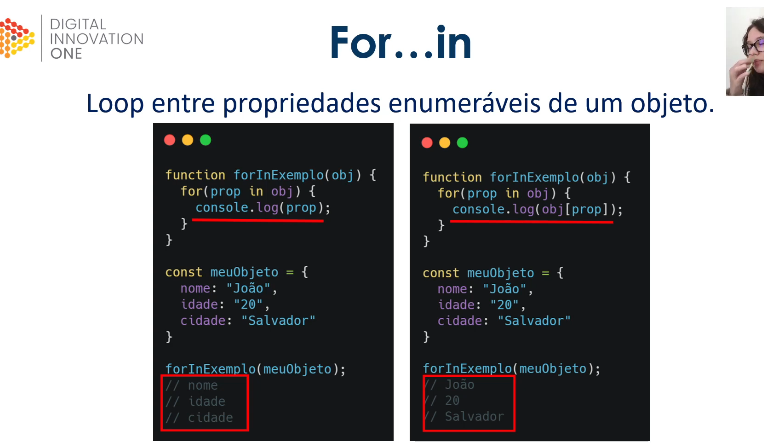 DIGITAL
INNOVATION
ONE
For...in
Loop entre propriedades enumeráveis de um objeto.
function forInExemplo(obj) {
for(prop in obj) {
console.log(prop);
}
}
const meuObjeto = {
nome: "João",
idade: "20",
cidade: "Salvador"
}
forInExemplo(meuObjeto);
// nome
// idade
// cidade
function forInExemplo(obj) {
for(prop in obj) {
console.log(obj[prop]);
}
}
const meuObjeto = {
nome: "João",
idade: "20",
cidade: "Salvador"
}
forInExemplo(meuObjeto);
// João
// 20
// Salvador